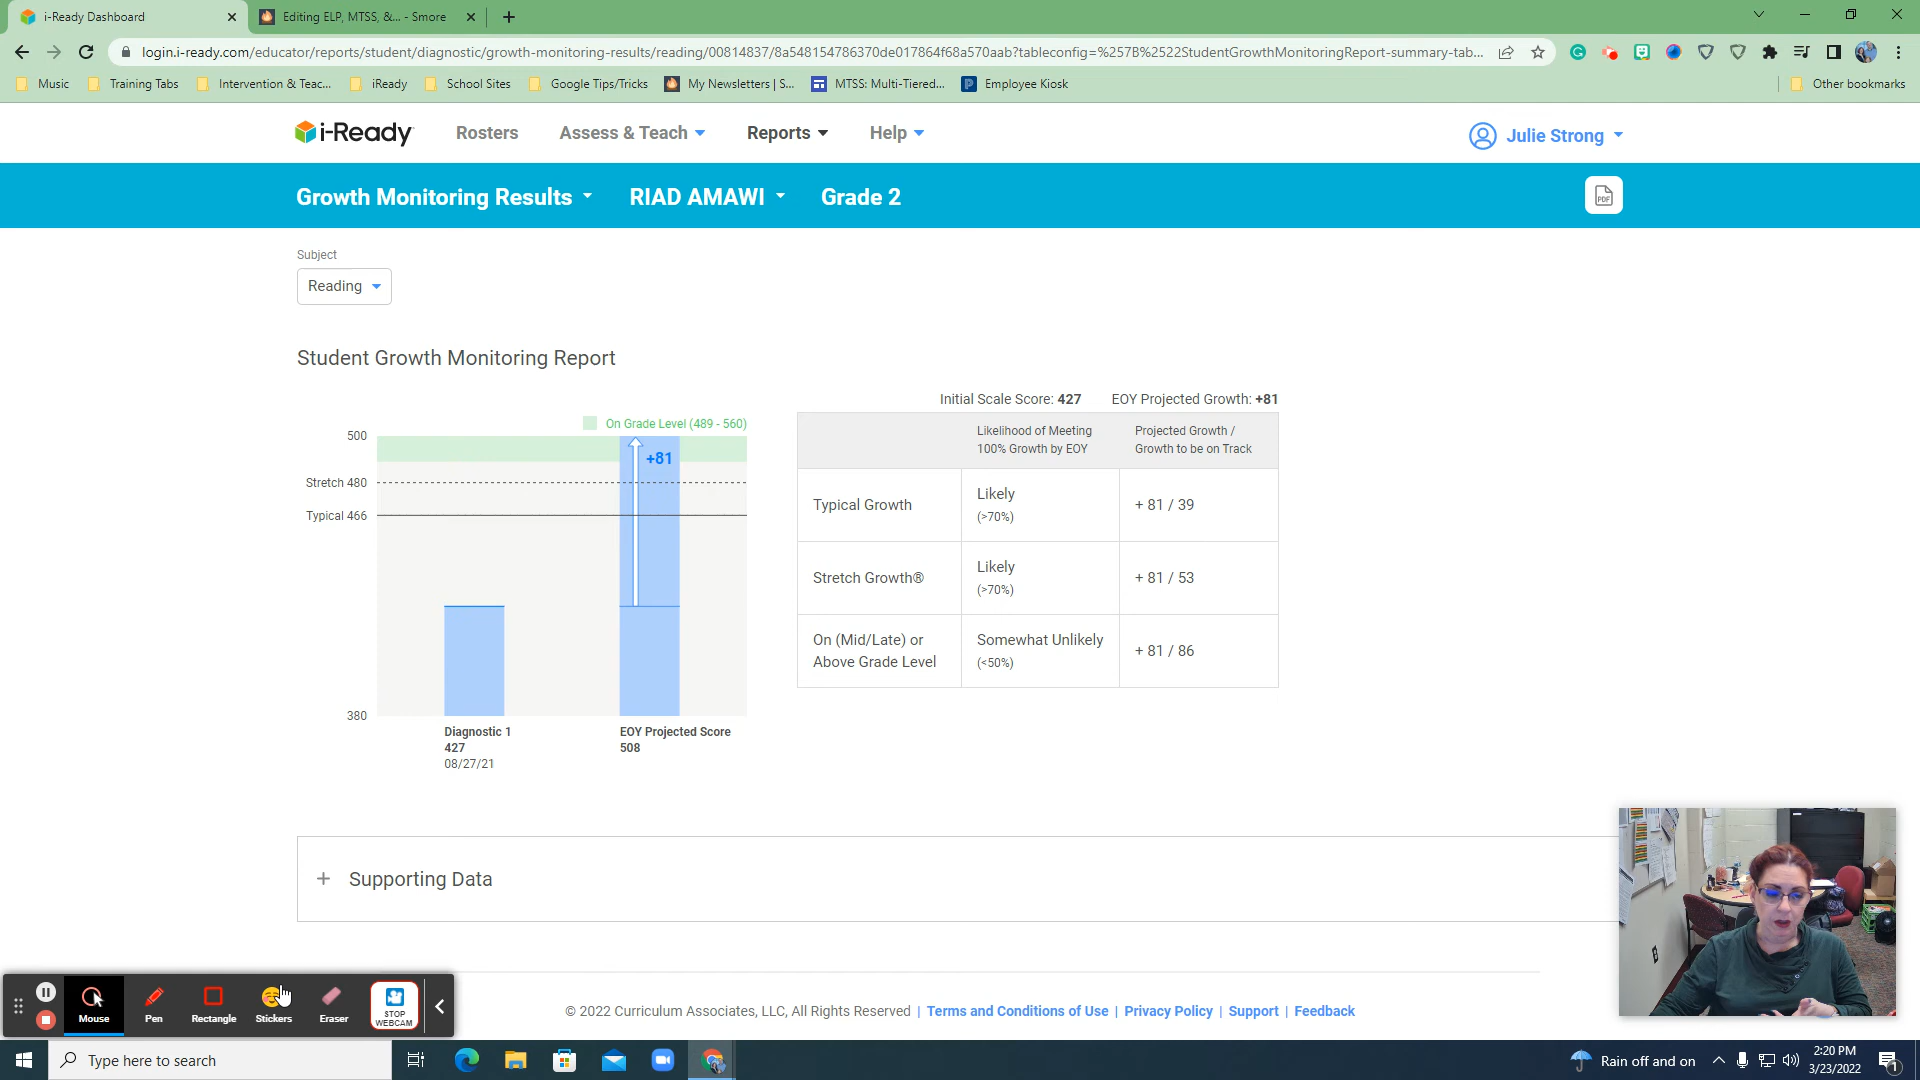 i-Ready Dashboard
Editing ELP, MTSS, &... - Smore
login.i-ready.com/educator/reports/student/diagnostic/growth-monitoring-results/reading/00814837/8a548154786370de017864f68a570aab?tableconfig=%257B%2522StudentGrowthMonitoringReport-summary-tab...
Music
Training Tabs
Intervention & Teac...
iReady
School Sites
Google Tips/Tricks
My Newsletters | S...
MTSS: Multi-Tiered...
Employee Kiosk
Other bookmarks
i-Ready
Rosters
Assess & Teach
Reports
Help
Julie Strong
Growth Monitoring Results
RIAD AMAWI
Grade 2
PDF
Subject
Reading
Student Growth Monitoring Report
Initial Scale Score: 427 EOY Projected Growth: +81
On Grade Level (489 - 560)
500
+81
Stretch 480
Typical 466
380
Diagnostic 1
427
08/27/21
EOY Projected Score
508
Likelihood of Meeting
100% Growth by EOY
Projected Growth /
Growth to be on Track
Typical Growth
Likely
(>70%)
+ 81 / 39
Stretch Growth®
Likely
(>70%)
+ 81 / 53
On (Mid/Late) or
Above Grade Level
Somewhat Unlikely
(<50%)
+ 81 / 86
+ Supporting Data
Mouse
Pen
Rectangle
Stickers
Eraser
STOP
WEBCAM
© 2022 Curriculum Associates, LLC, All Rights Reserved | Terms and Conditions of Use | Privacy Policy | Support | Feedback
Type here to search
Rain off and on
2:20 PM
3/23/2022
1